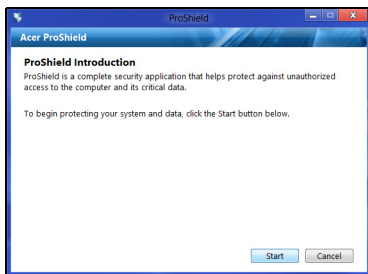 ProShield
Acer ProShield
ProShield Introduction
ProShield is a complete security application that helps protect against unauthorized
access to the computer and its critical data.
To begin protecting your system and data, click the Start button below.
Start Cancel